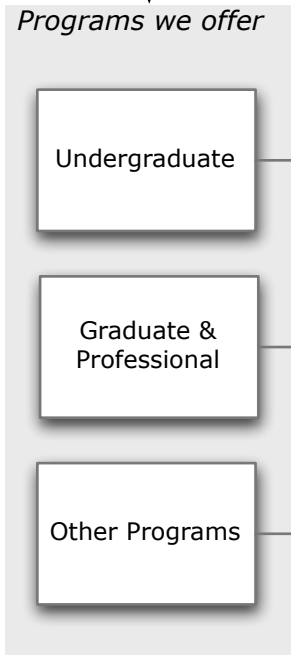 Programs we offer
Undergraduate
Graduate &
Professional
Other Programs